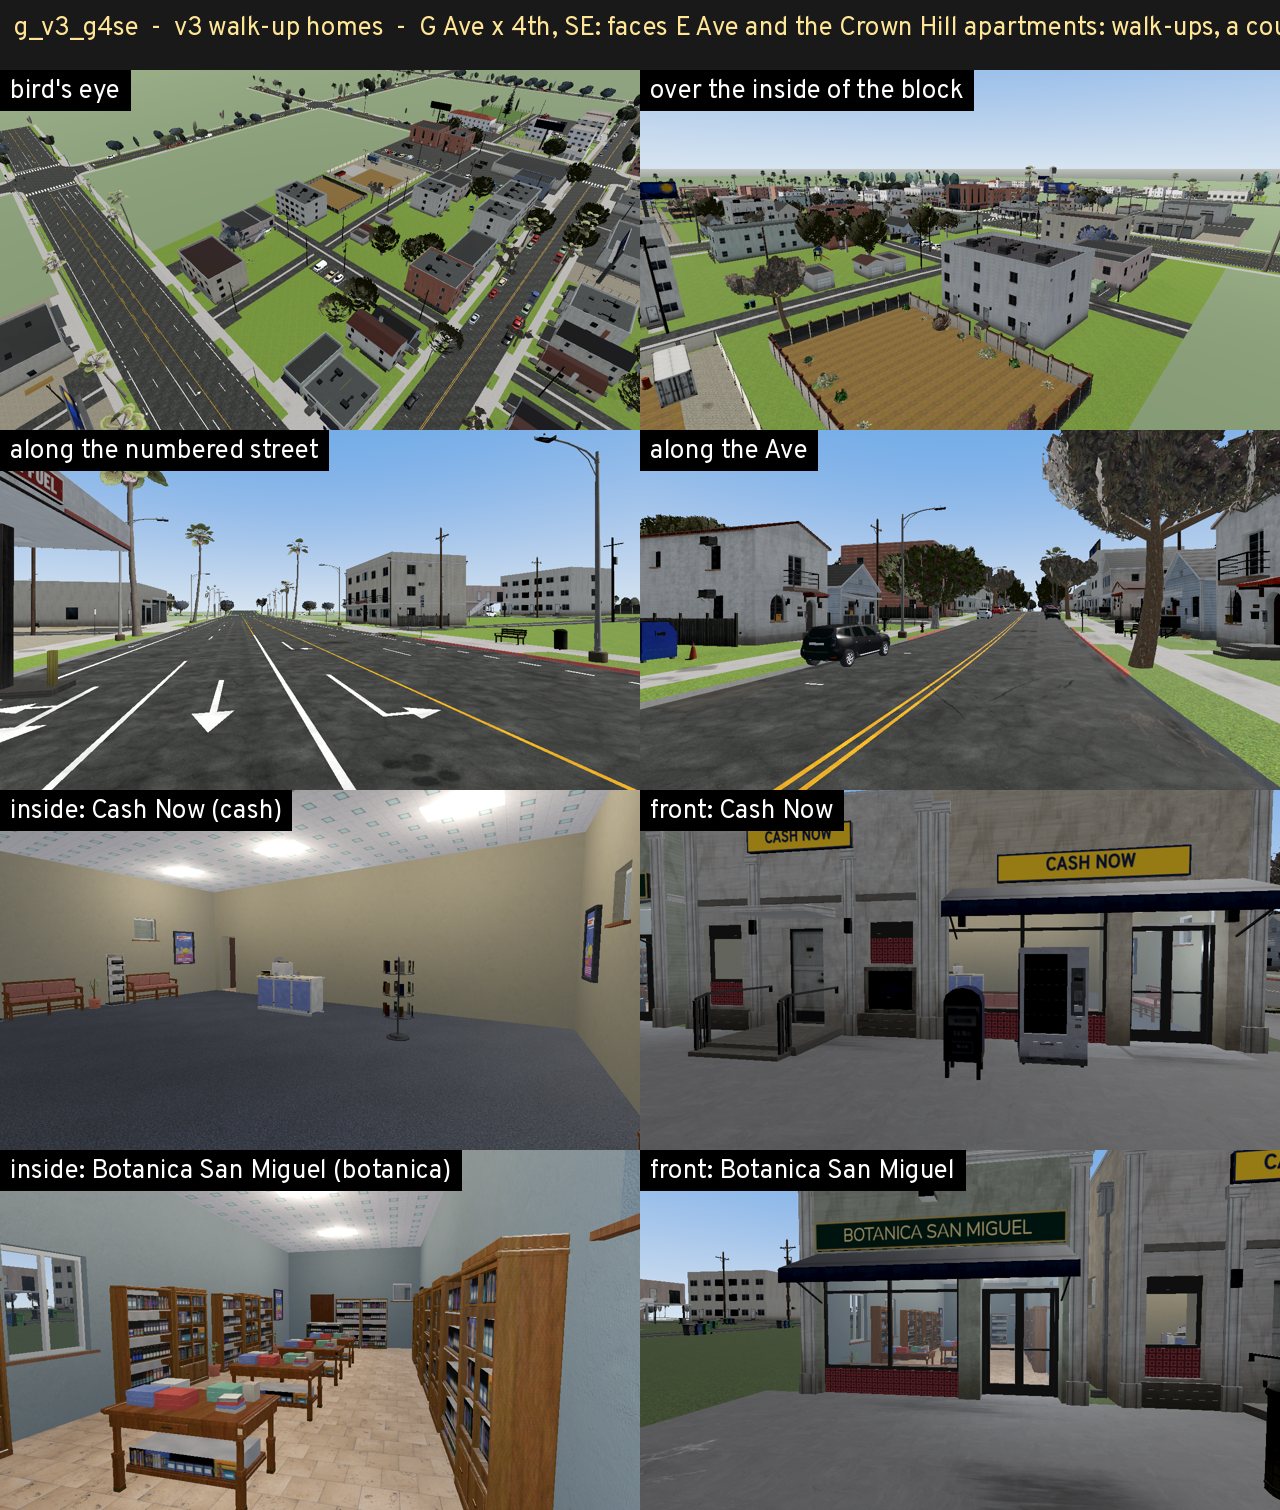 g_v3_g4se - v3 walk-up homes - G Ave x 4th, SE: faces E Ave and the Crown Hill apartments: walk-ups, a cou
bird's eye
over the inside of the block
along the numbered street
along the Ave
FUEL
inside: Cash Now (cash)
front: Cash Now
CASH NOW
CASH NOW
inside: Botanica San Miguel (botanica)
front: Botanica San Miguel
BOTANICA SAN MIGUEL